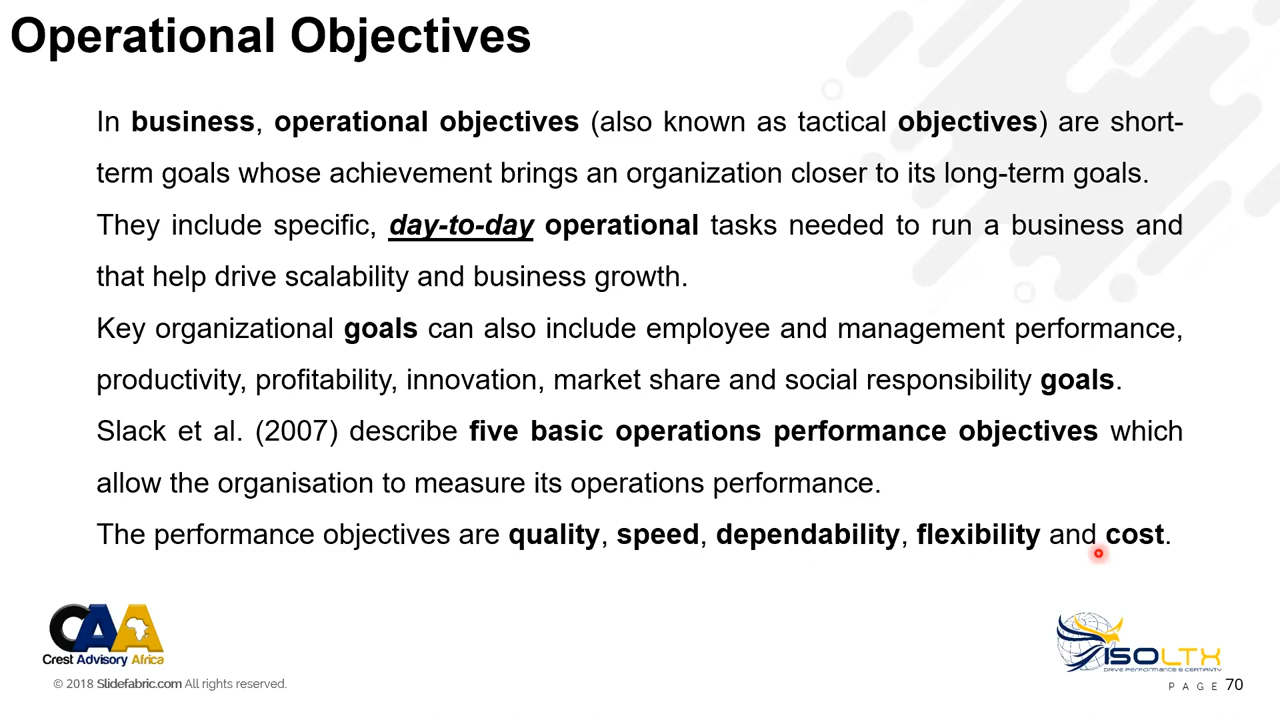 Operational Objectives
In business, operational objectives (also known as tactical objectives) are short-
term goals whose achievement brings an organization closer to its long-term goals.
They include specific, day-to-day operational tasks needed to run a business and
that help drive scalability and business growth.
Key organizational goals can also include employee and management performance,
productivity, profitability, innovation, market share and social responsibility goals.
Slack et al. (2007) describe five basic operations performance objectives which
allow the organisation to measure its operations performance.
The performance objectives are quality, speed, dependability, flexibility and cost.
CAA
Crest Advisory Africa
ISOLTX
DRIVE PERFORMANCE & CERTAINTY
© 2018 Slidefabric.com All rights reserved.
PAGE 70